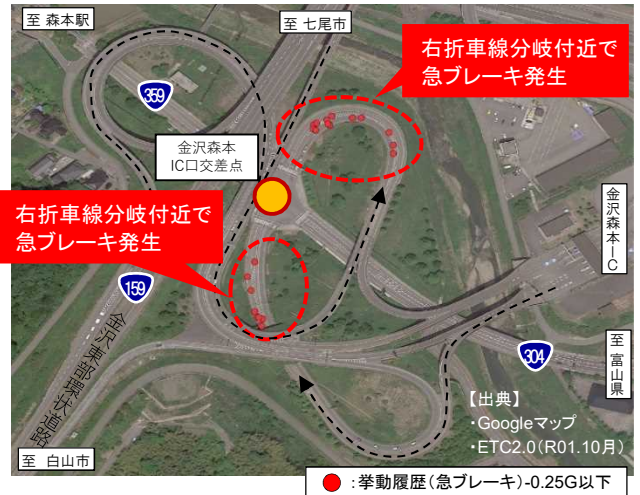 至 森本駅
至 七尾市
右折車線分岐付近で
急ブレーキ発生
359
金沢森本
IC口交差点
金沢森本IC
右折車線分岐付近で
急ブレーキ発生
159
金沢東部環状道路
304
至 富山県
【出典】
・Googleマップ
・ETC2.0(R01.10月)
至 白山市
：挙動履歴(急ブレーキ)-0.25G以下